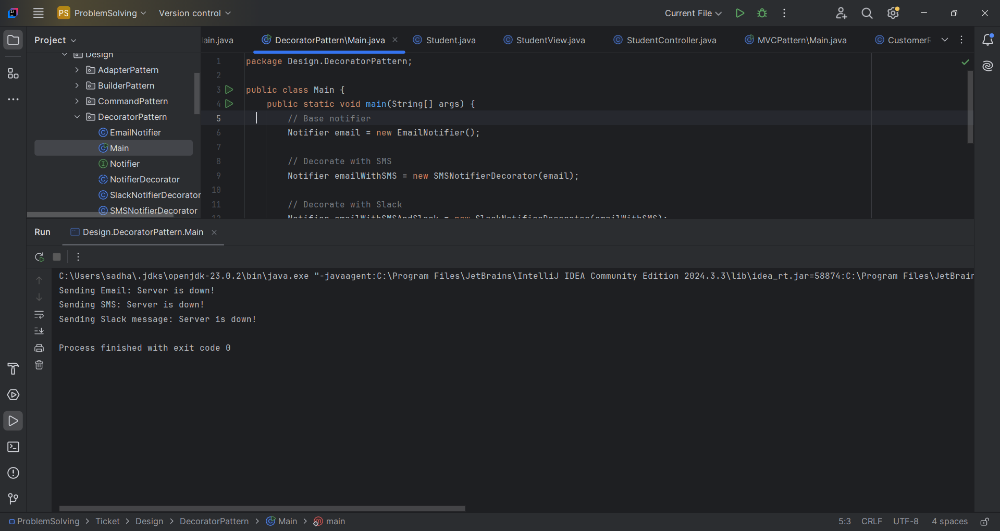 PS ProblemSolving Version control Current File
Project
ain.java DecoratorPattern\Main.java Student.java StudentView.java StudentController.java MVCPattern\Main.java CustomerR
Design
AdapterPattern
BuilderPattern
CommandPattern
DecoratorPattern
EmailNotifier
Main
Notifier
NotifierDecorator
SlackNotifierDecorator
SMSNotifierDecorator
1 package Design.DecoratorPattern;
2
3 public class Main {
4 public static void main(String[] args) {
5 // Base notifier
6 Notifier email = new EmailNotifier();
7
8 // Decorate with SMS
9 Notifier emailWithSMS = new SMSNotifierDecorator(email);
10
11 // Decorate with Slack
12 Notifier emailWithSMSAndSlack = new SlackNotifierDecorator(emailWithSMS);
Run Design.DecoratorPattern.Main
C:\Users\sadha\.jdks\openjdk-23.0.2\bin\java.exe "-javaagent:C:\Program Files\JetBrains\IntelliJ IDEA Community Edition 2024.3.3\lib\idea_rt.jar=58874:C:\Program Files\JetBrain
Sending Email: Server is down!
Sending SMS: Server is down!
Sending Slack message: Server is down!
Process finished with exit code 0
ProblemSolving > Ticket > Design > DecoratorPattern > Main > main 5:3 CRLF UTF-8 4 spaces